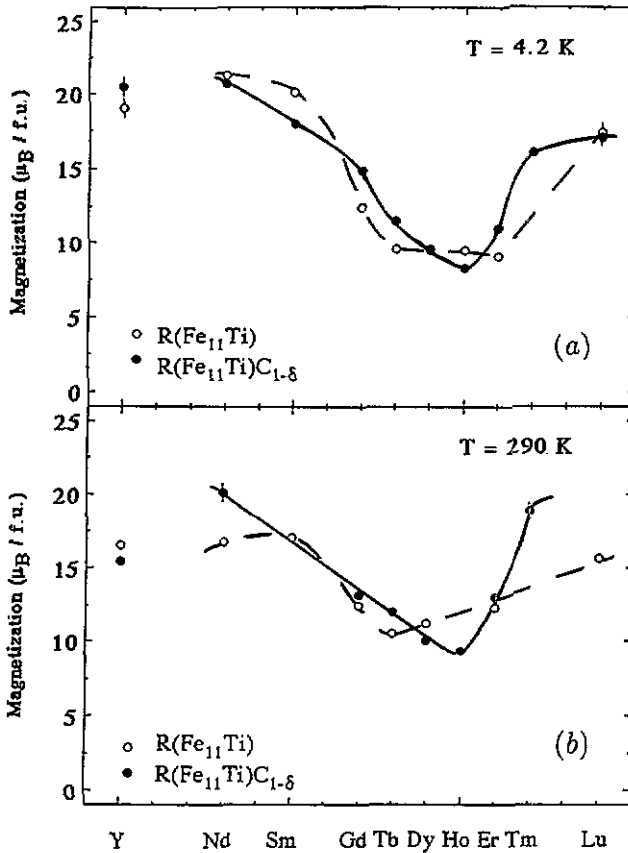 25
20
15
10
5
0
Magnetization (μB / f.u.)
T = 4.2 K
R(Fe11Ti)
R(Fe11Ti)C1-δ
(a)
25
20
15
10
5
0
Magnetization (μB / f.u.)
T = 290 K
R(Fe11Ti)
R(Fe11Ti)C1-δ
(b)
Y Nd Sm Gd Tb Dy Ho Er Tm Lu